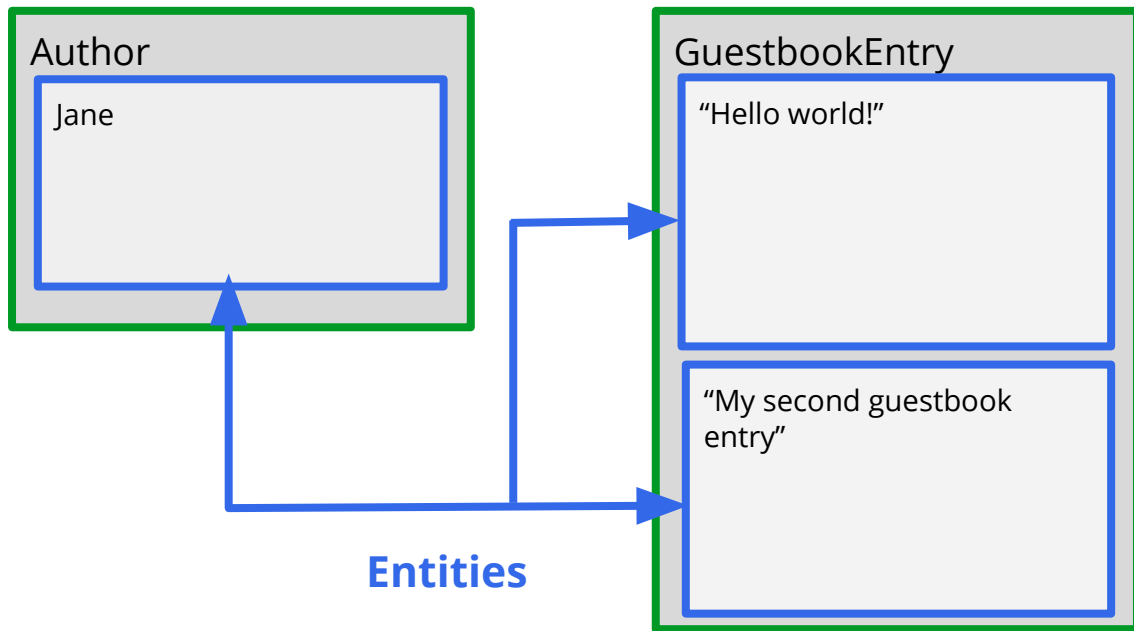 Author
Jane
GuestbookEntry
“Hello world!”
“My second guestbook
entry”
Entities